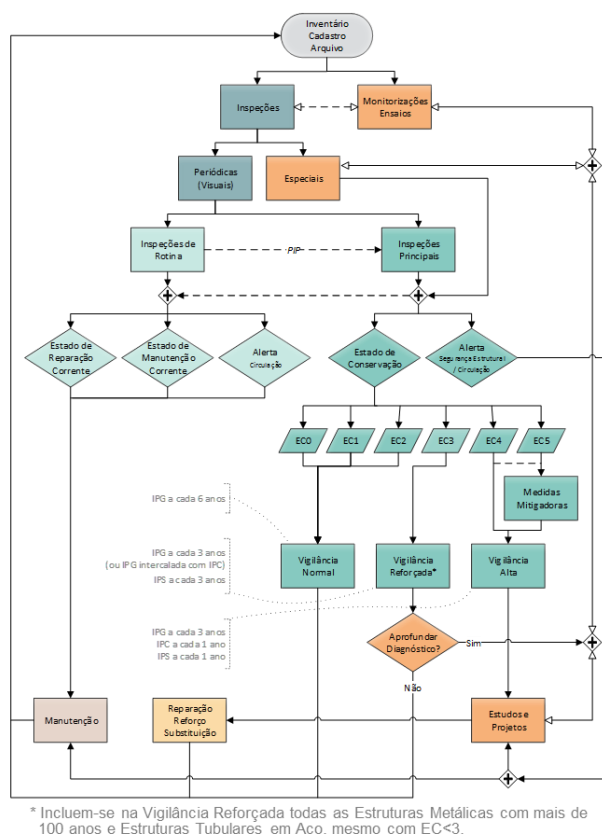 Inventário
Cadastro
Arquivo
Inspeções
Monitorizações
Ensaios
Periódicas
(Visuais)
Especiais
Inspeções de
Rotina
PIP
Inspeções
Principais
Estado de
Reparação
Corrente
Estado de
Manutenção
Corrente
Alerta
Circulação
Estado de
Conservação
Alerta
Segurança Estrutural
/ Circulação
EC0
EC1
EC2
EC3
EC4
EC5
Medidas
Mitigadoras
IPG a cada 6 anos
IPG a cada 3 anos
(ou IPG intercalada com IPC)
IPS a cada 3 anos
Vigilância
Normal
Vigilância
Reforçada*
Vigilância
Alta
IPG a cada 3 anos
IPC a cada 1 ano
IPS a cada 1 ano
Aprofundar
Diagnóstico?
Sim
Não
Manutenção
Reparação
Reforço
Substituição
Estudos e
Projetos
* Incluem-se na Vigilância Reforçada todas as Estruturas Metálicas com mais de
100 anos e Estruturas Tubulares em Aço, mesmo com EC<3.